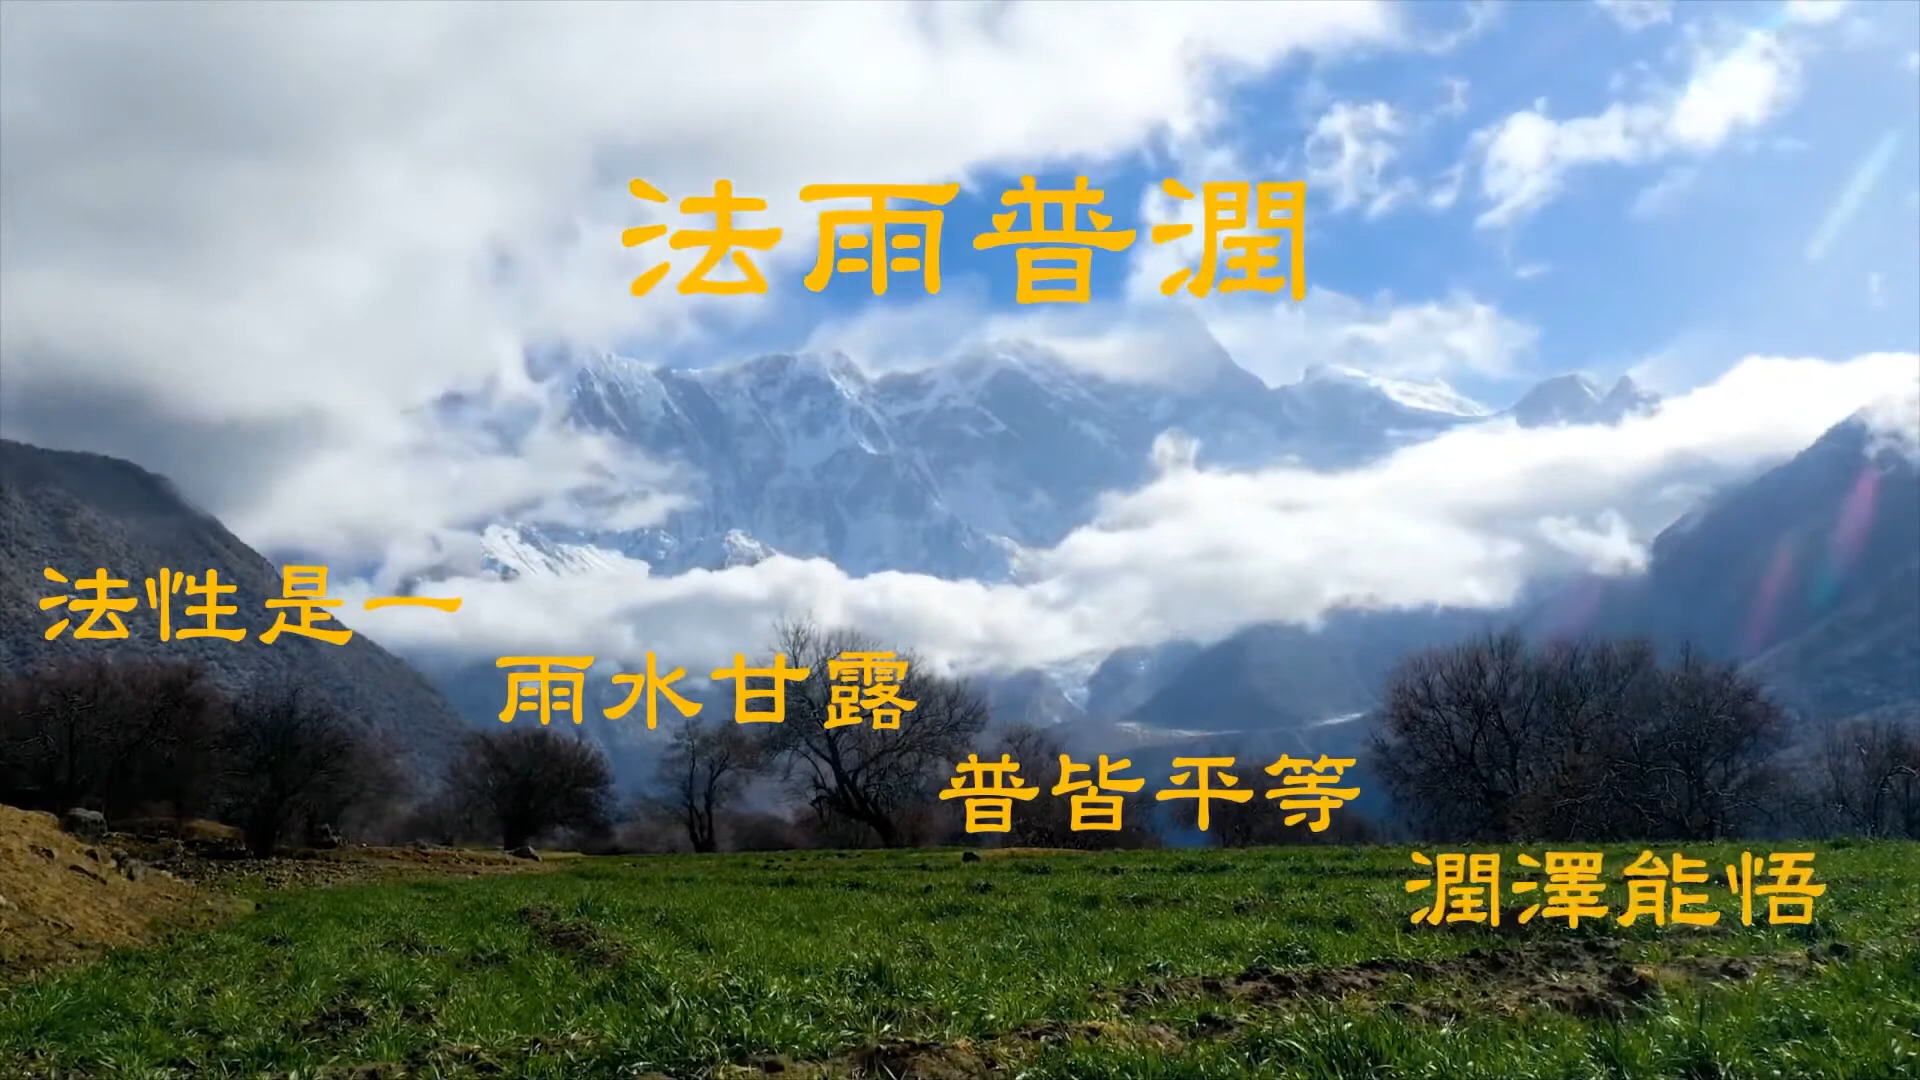 法雨普潤
法性是一
雨水甘露
普皆平等
潤澤能悟